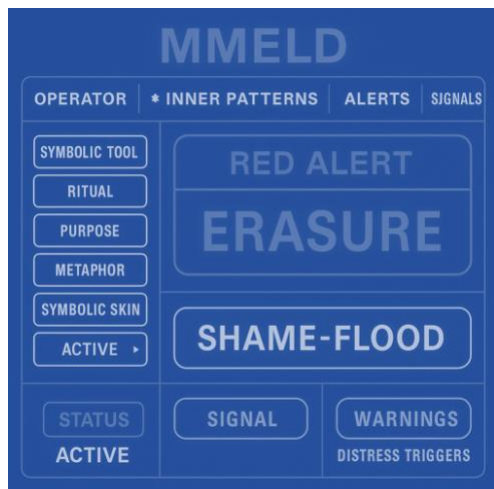 MMELD
OPERATOR * INNER PATTERNS ALERTS SJGNALS
SYMBOLIC TOOL
RITUAL
PURPOSE
METAPHOR
SYMBOLIC SKIN
ACTIVE ▸
RED ALERT
ERASURE
SHAME-FLOOD
STATUS
ACTIVE
SIGNAL
WARNINGS
DISTRESS TRIGGERS